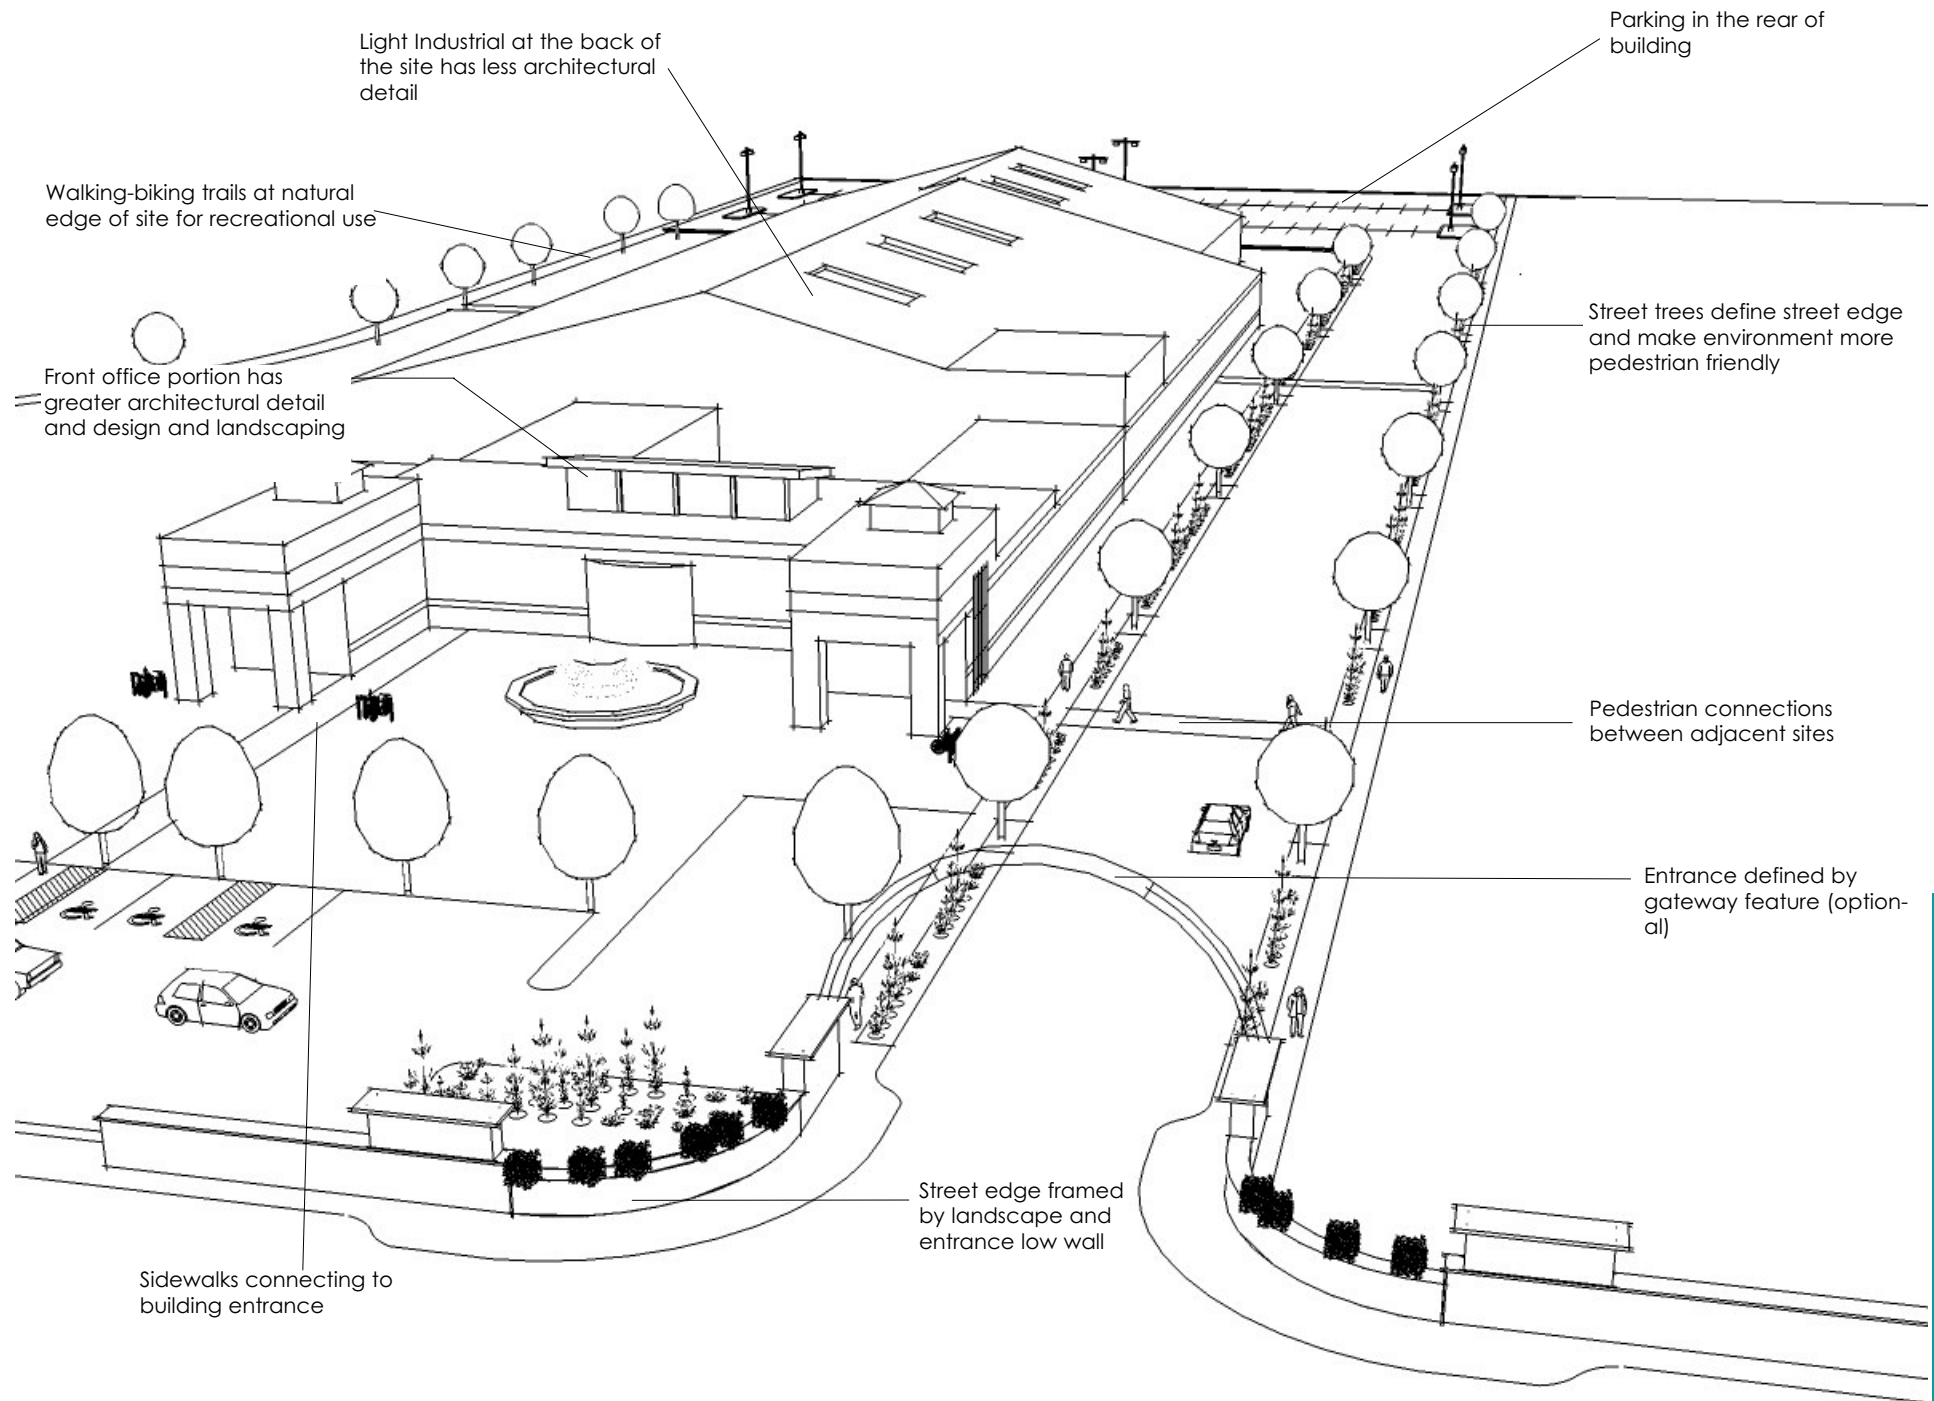 Parking in the rear of
building
Light Industrial at the back of
the site has less architectural
detail
Walking-biking trails at natural
edge of site for recreational use
Street trees define street edge
and make environment more
pedestrian friendly
Front office portion has
greater architectural detail
and design and landscaping
Pedestrian connections
between adjacent sites
Entrance defined by
gateway feature (option-
al)
Street edge framed
by landscape and
entrance low wall
Sidewalks connecting to
building entrance